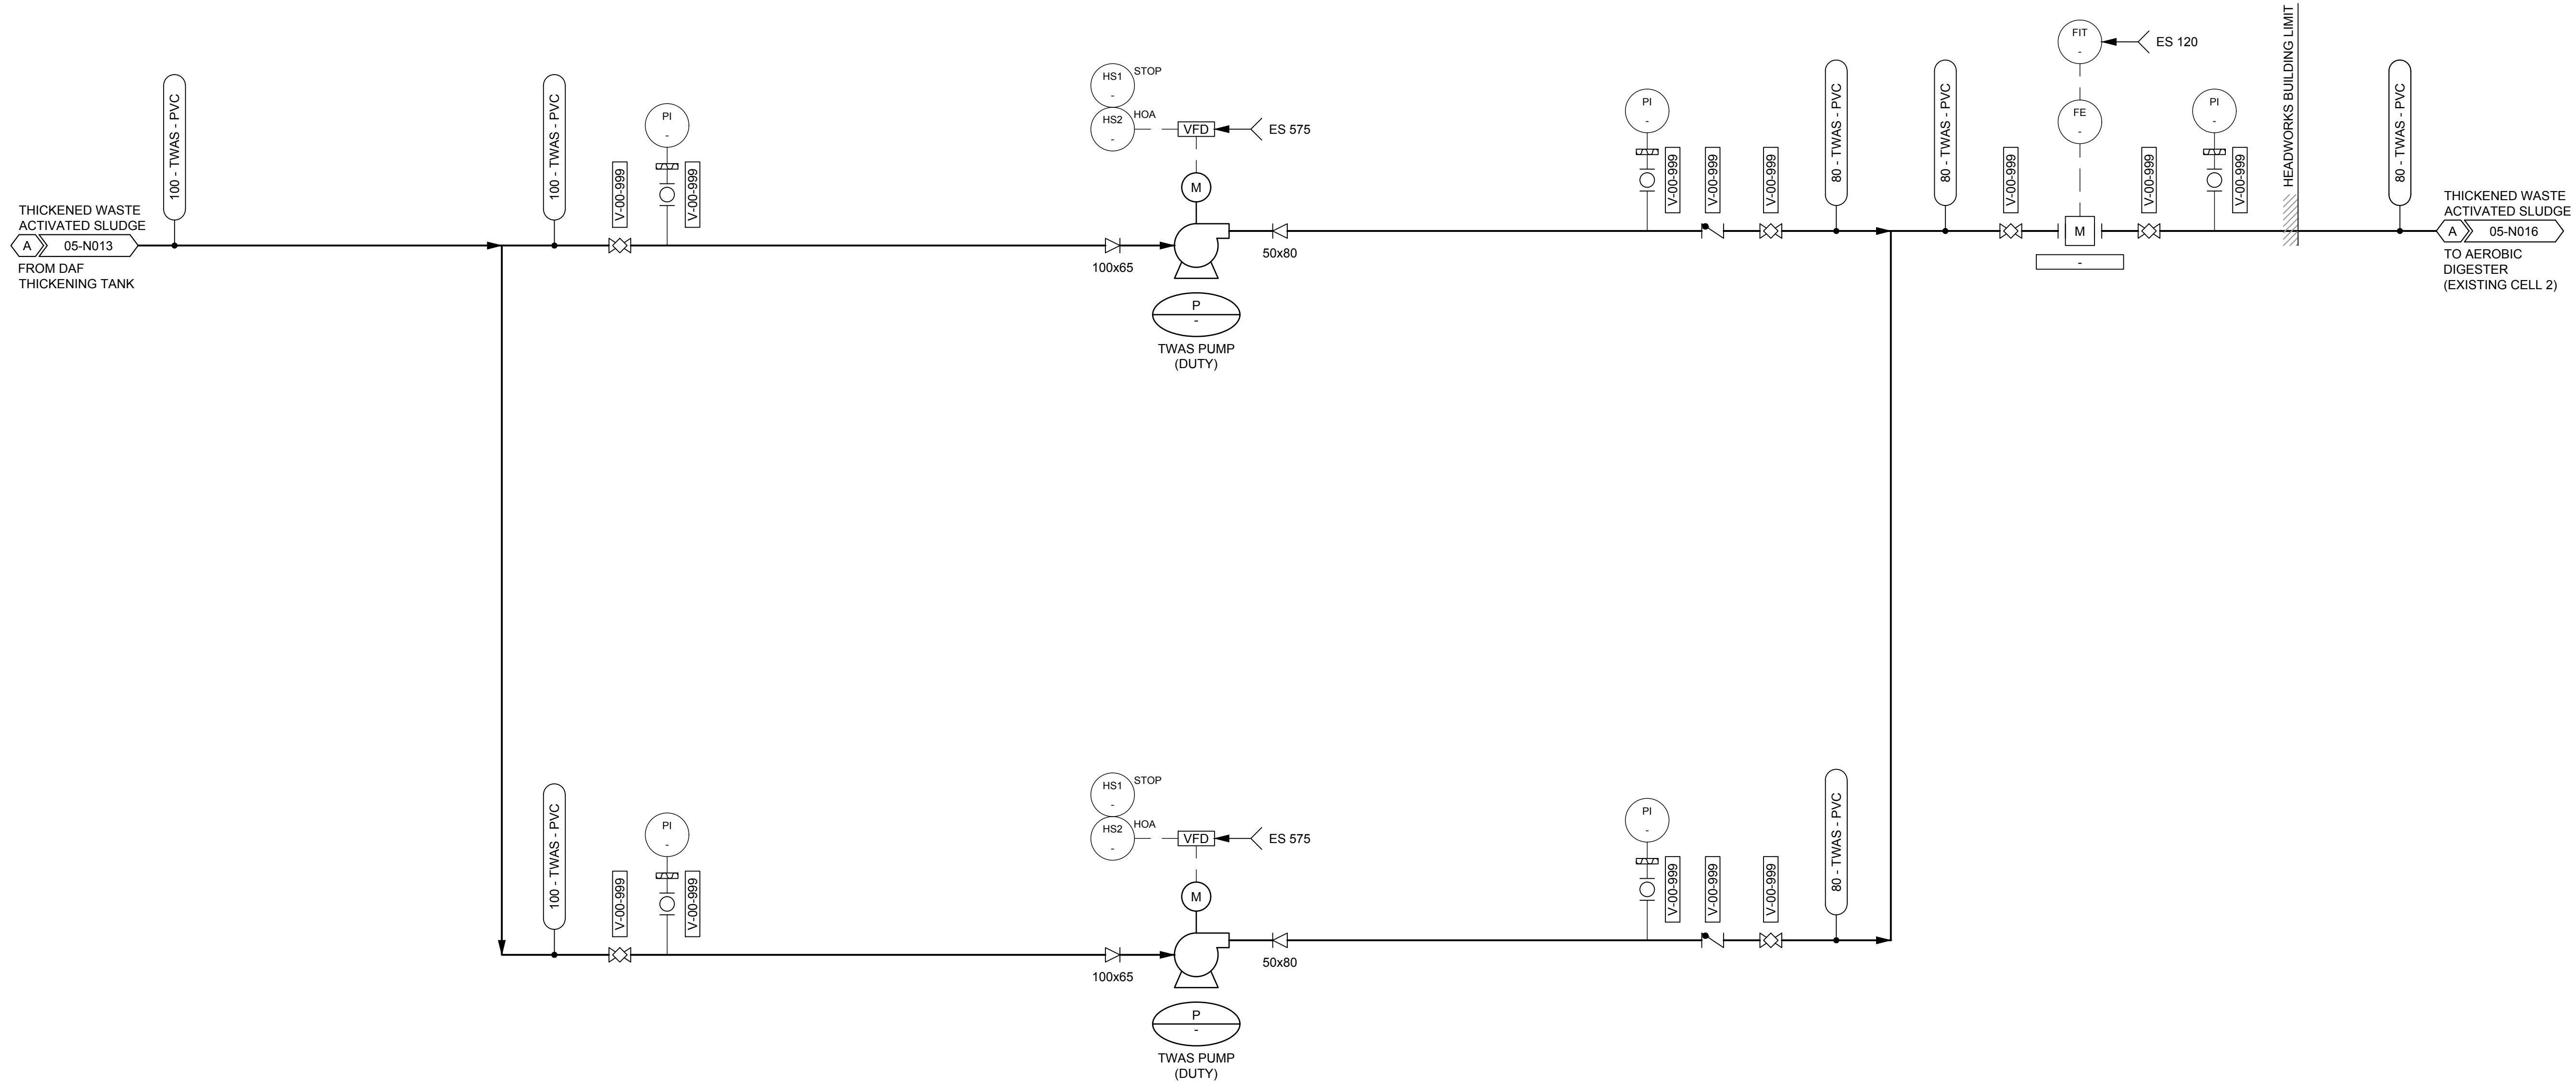 HEADWORKS BUILDING LIMIT
FIT
-
ES 120
HS1
-
STOP
HS2
-
HOA
VFD
ES 575
100 - TWAS - PVC
100 - TWAS - PVC
PI
-
V-00-999
V-00-999
M
PI
-
V-00-999
V-00-999
V-00-999
80 - TWAS - PVC
80 - TWAS - PVC
FE
-
V-00-999
V-00-999
PI
-
V-00-999
80 - TWAS - PVC
THICKENED WASTE
ACTIVATED SLUDGE
A
05-N013
FROM DAF
THICKENING TANK
100x65
50x80
M
-
THICKENED WASTE
ACTIVATED SLUDGE
A
05-N016
TO AEROBIC
DIGESTER
(EXISTING CELL 2)
P
-
TWAS PUMP
(DUTY)
HS1
-
STOP
HS2
-
HOA
VFD
ES 575
100 - TWAS - PVC
V-00-999
PI
-
V-00-999
M
PI
-
V-00-999
V-00-999
V-00-999
80 - TWAS - PVC
100x65
50x80
P
-
TWAS PUMP
(DUTY)